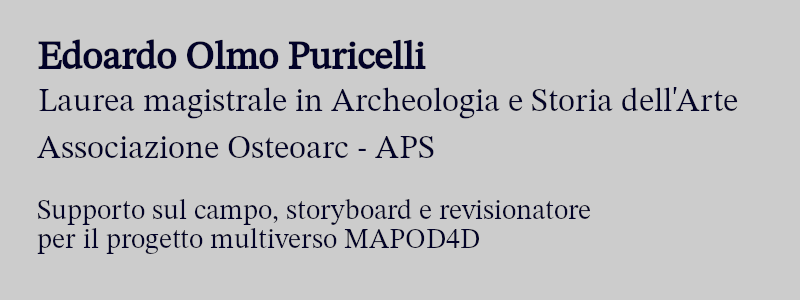 Edoardo Olmo Puricelli
Laurea magistrale in Archeologia e Storia dell'Arte
Associazione Osteoarc - APS
Supporto sul campo, storyboard e revisionatore
per il progetto multiverso MAPOD4D